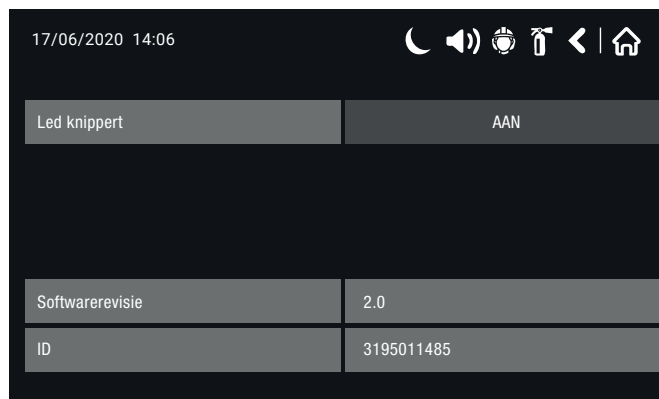 17/06/2020 14:06
Led knippert AAN
Softwarerevisie 2.0
ID 3195011485